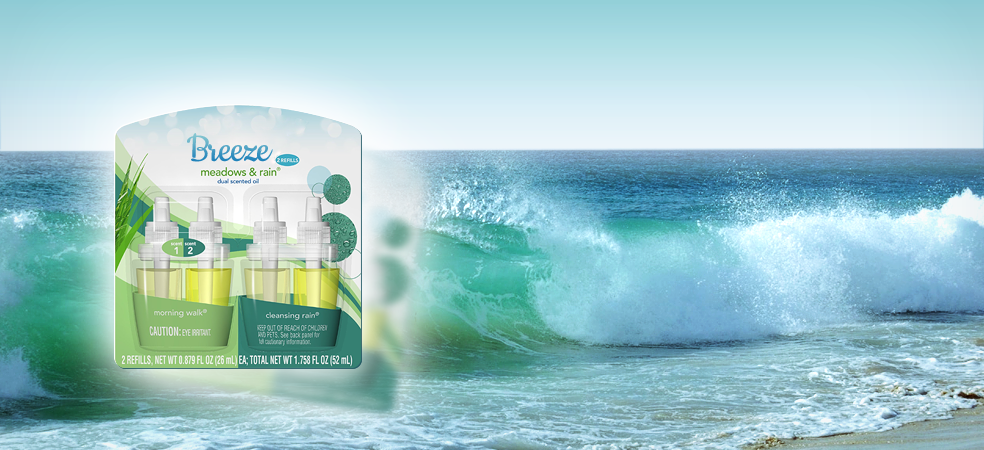 Breeze
2 REFILLS
meadows & rain®
dual scented oil
scent 1
scent 2
morning walk®
cleansing rain®
CAUTION: EYE IRRITANT.
KEEP OUT OF REACH OF CHILDREN
AND PETS. See back panel for
full cautionary information.
2 REFILLS, NET WT 0.879 FL OZ (26 mL) EA; TOTAL NET WT 1.758 FL OZ (52 mL)